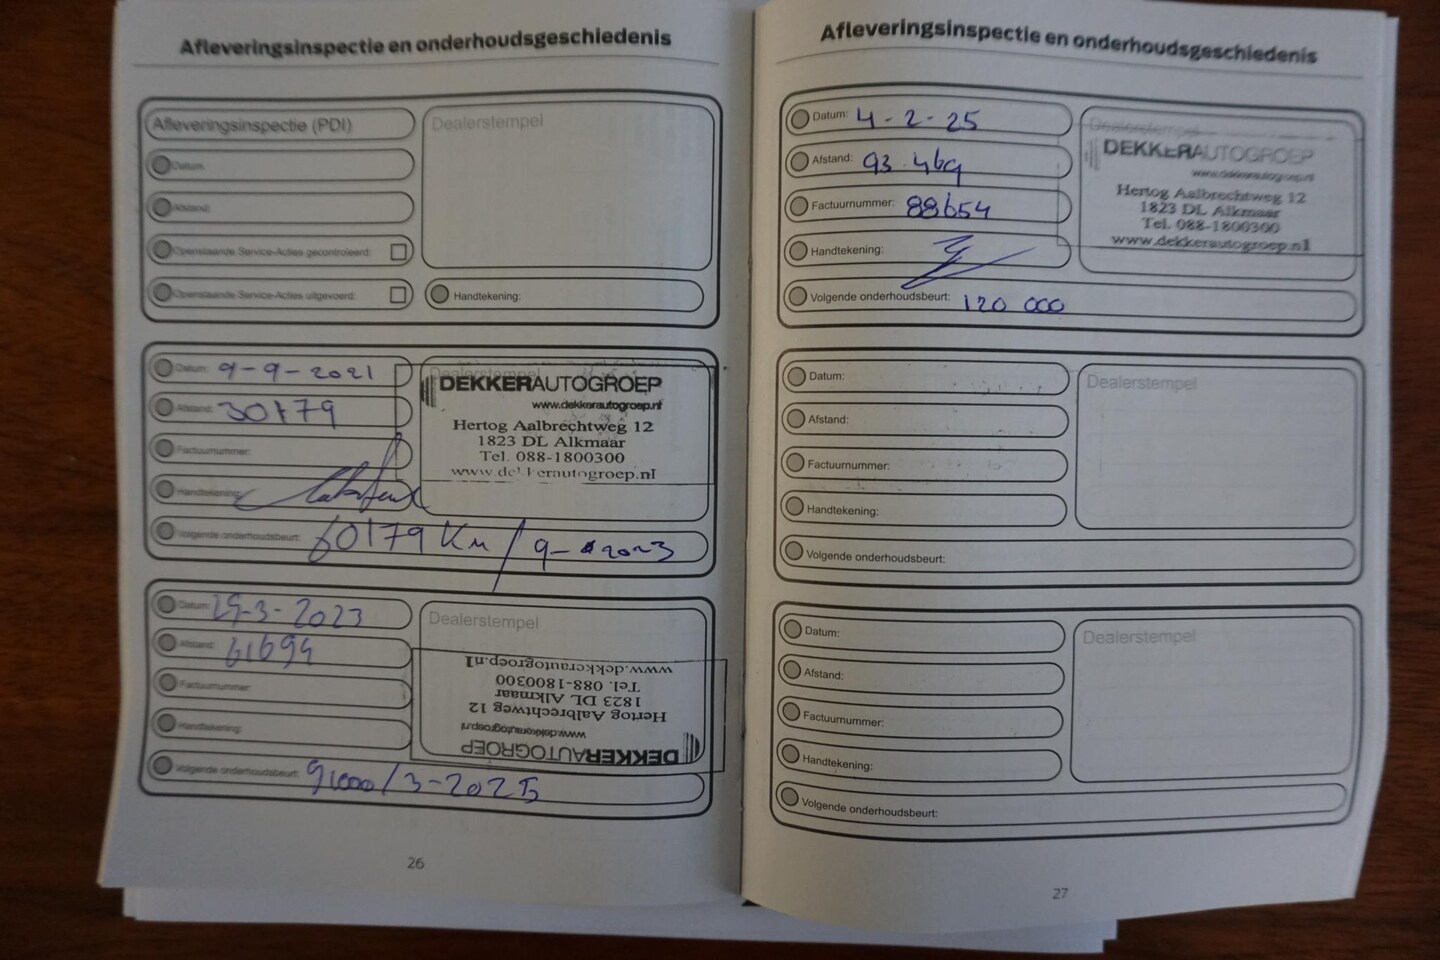 Afleveringsinspectie en onderhoudsgeschiedenis
Afleveringsinspectie (PDI)
Datum:
Afstand:
Openstaande Service-Acties gecontroleerd:
Openstaande Service-Acties uitgevoerd:
Dealerstempel
Handtekening:
Datum: 9-9-2021
Afstand: 30179
Factuurnummer:
Handtekening:
Volgende onderhoudsbeurt: 60179 Km / 9- 2023
Dealerstempel
DEKKERAUTOGROEP
www.dekkerautogroep.nl
Hertog Aalbrechtweg 12
1823 DL Alkmaar
Tel. 088-1800300
www.dekkerautogroep.nl
Datum: 29-3-2023
Afstand: 61699
Factuurnummer:
Handtekening:
Volgende onderhoudsbeurt: 91000 / 3-2025
Dealerstempel
DEKKERAUTOGROEP
www.dekkerautogroep.nl
Hertog Aalbrechtweg 12
1823 DL Alkmaar
Tel. 088-1800300
www.dekkerautogroep.nl
26
Afleveringsinspectie en onderhoudsgeschiedenis
Datum: 4-2-25
Afstand: 93.469
Factuurnummer: 88654
Handtekening:
Volgende onderhoudsbeurt: 120 000
Dealerstempel
DEKKERAUTOGROEP
www.dekkerautogroep.nl
Hertog Aalbrechtweg 12
1823 DL Alkmaar
Tel. 088-1800300
www.dekkerautogroep.nl
Datum:
Afstand:
Factuurnummer:
Handtekening:
Volgende onderhoudsbeurt:
Dealerstempel
Datum:
Afstand:
Factuurnummer:
Handtekening:
Volgende onderhoudsbeurt:
Dealerstempel
27